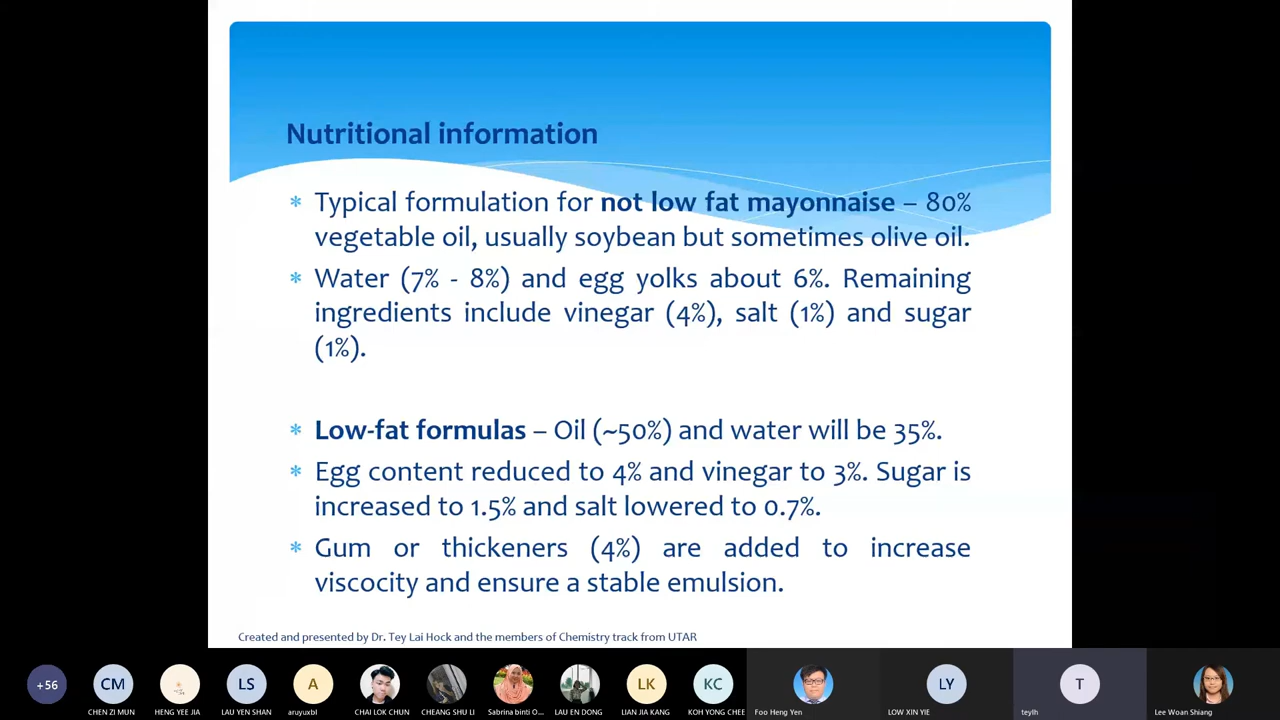 Nutritional information
* Typical formulation for not low fat mayonnaise – 80%
vegetable oil, usually soybean but sometimes olive oil.
* Water (7% - 8%) and egg yolks about 6%. Remaining
ingredients include vinegar (4%), salt (1%) and sugar
(1%).
* Low-fat formulas – Oil (~50%) and water will be 35%.
* Egg content reduced to 4% and vinegar to 3%. Sugar is
increased to 1.5% and salt lowered to 0.7%.
* Gum or thickeners (4%) are added to increase
viscocity and ensure a stable emulsion.
Created and presented by Dr. Tey Lai Hock and the members of Chemistry track from UTAR
+56 CM LS A LK KC LY T
CHEN ZI MUN HENG YEE JIA LAU YEN SHAN aruyuxbl CHAI LOK CHUN CHEANG SHU LI Sabrina binti O... LAU EN DONG LIAN JIA KANG KOH YONG CHEE Foo Heng Yen LOW XIN YIE teylh Lee Woan Shiang